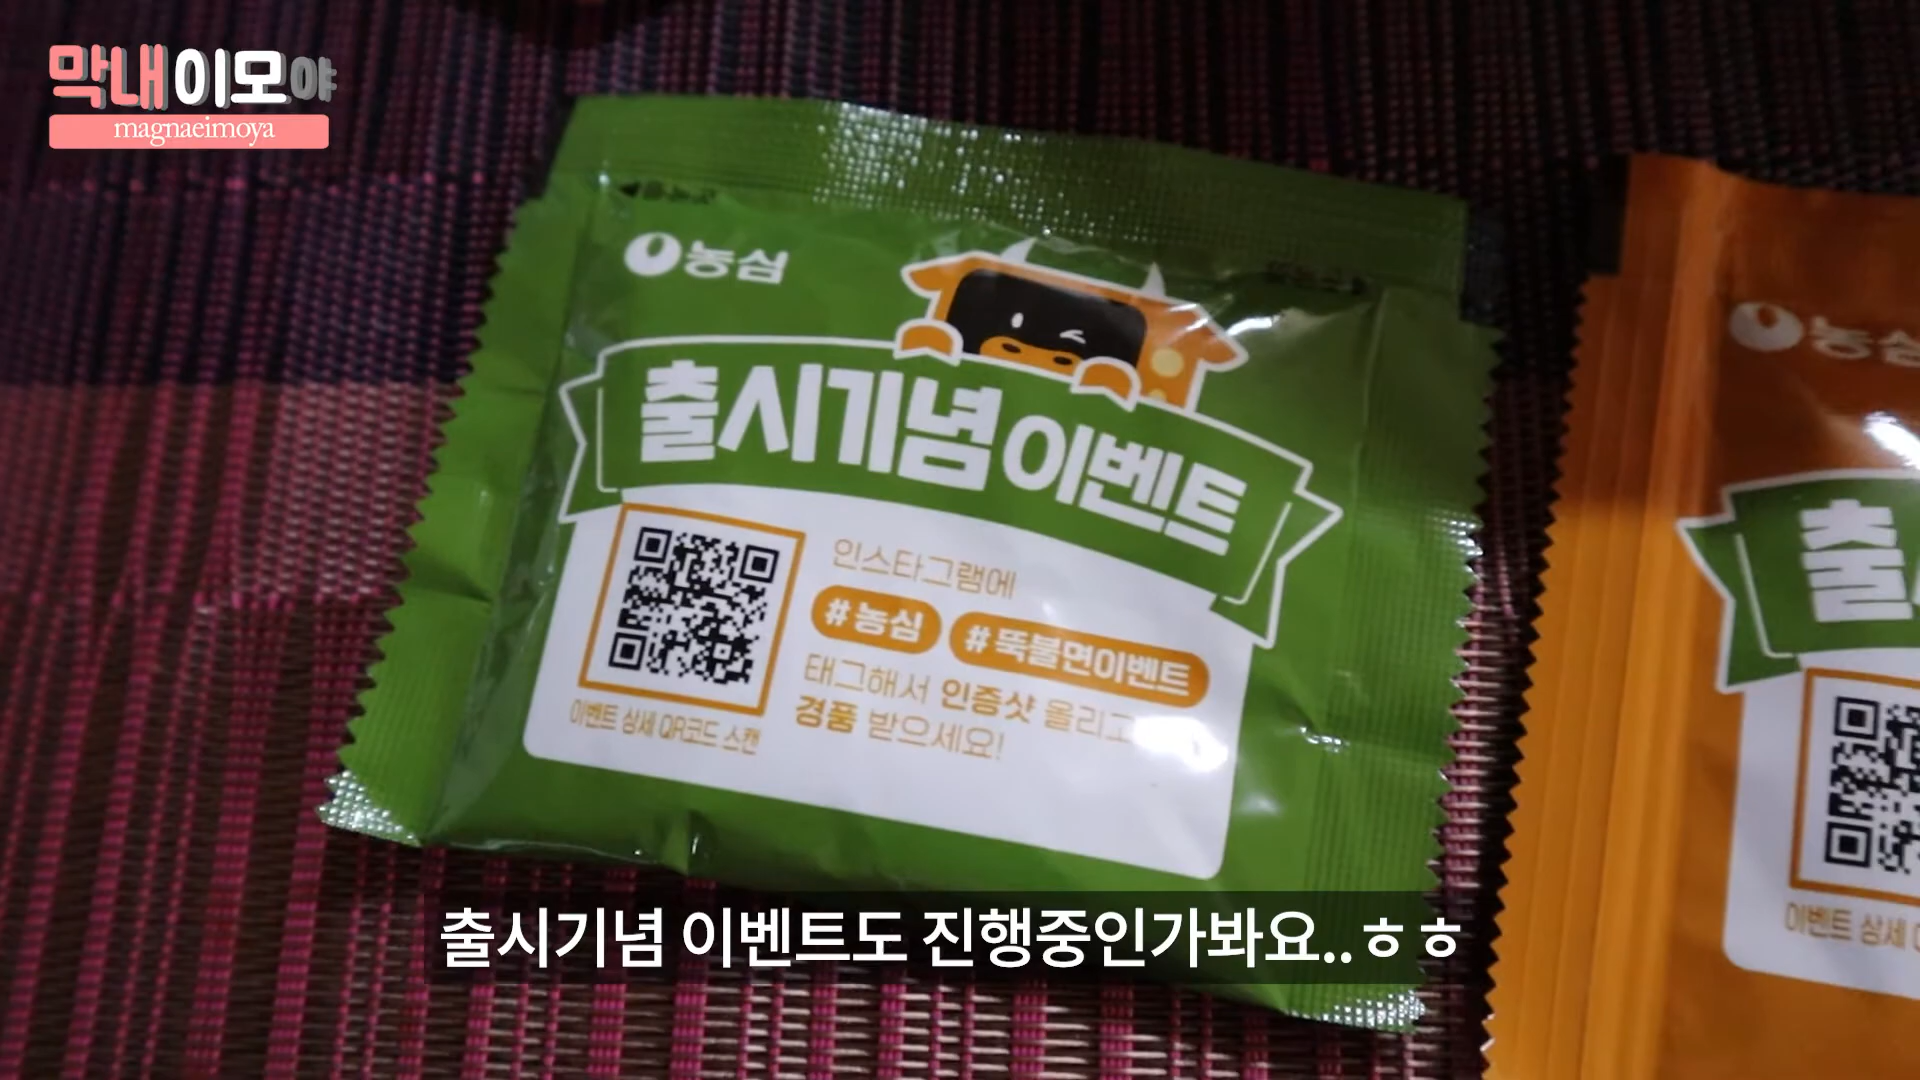 막내이모야
magnaeimoya
농심
출시기념 이벤트
인스타그램에
#농심 #뚝불면이벤트
태그해서 인증샷 올리고
경품 받으세요!
이벤트 상세 QR코드 스캔
농심
출
이벤트 상세
출시기념 이벤트도 진행중인가봐요..ㅎㅎ